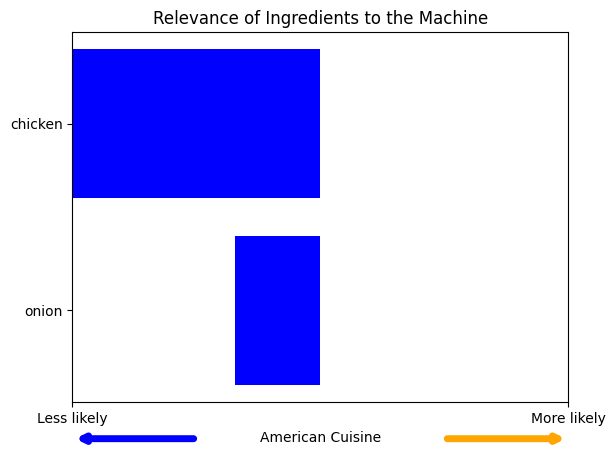 Relevance of Ingredients to the Machine
chicken
onion
Less likely
More likely
American Cuisine